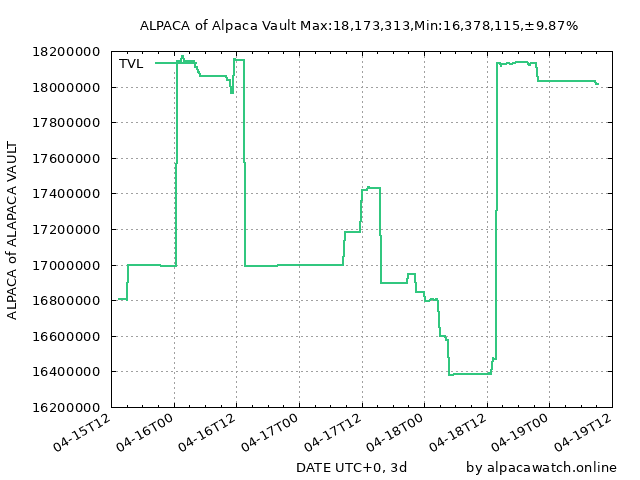 ALPACA of Alpaca Vault Max:18,173,313,Min:16,378,115,±9.87%
TVL
ALPACA of ALAPACA VAULT
18200000
18000000
17800000
17600000
17400000
17200000
17000000
16800000
16600000
16400000
16200000
04-15T12
04-16T00
04-16T12
04-17T00
04-17T12
04-18T00
04-18T12
04-19T00
04-19T12
DATE UTC+0, 3d
by alpacawatch.online